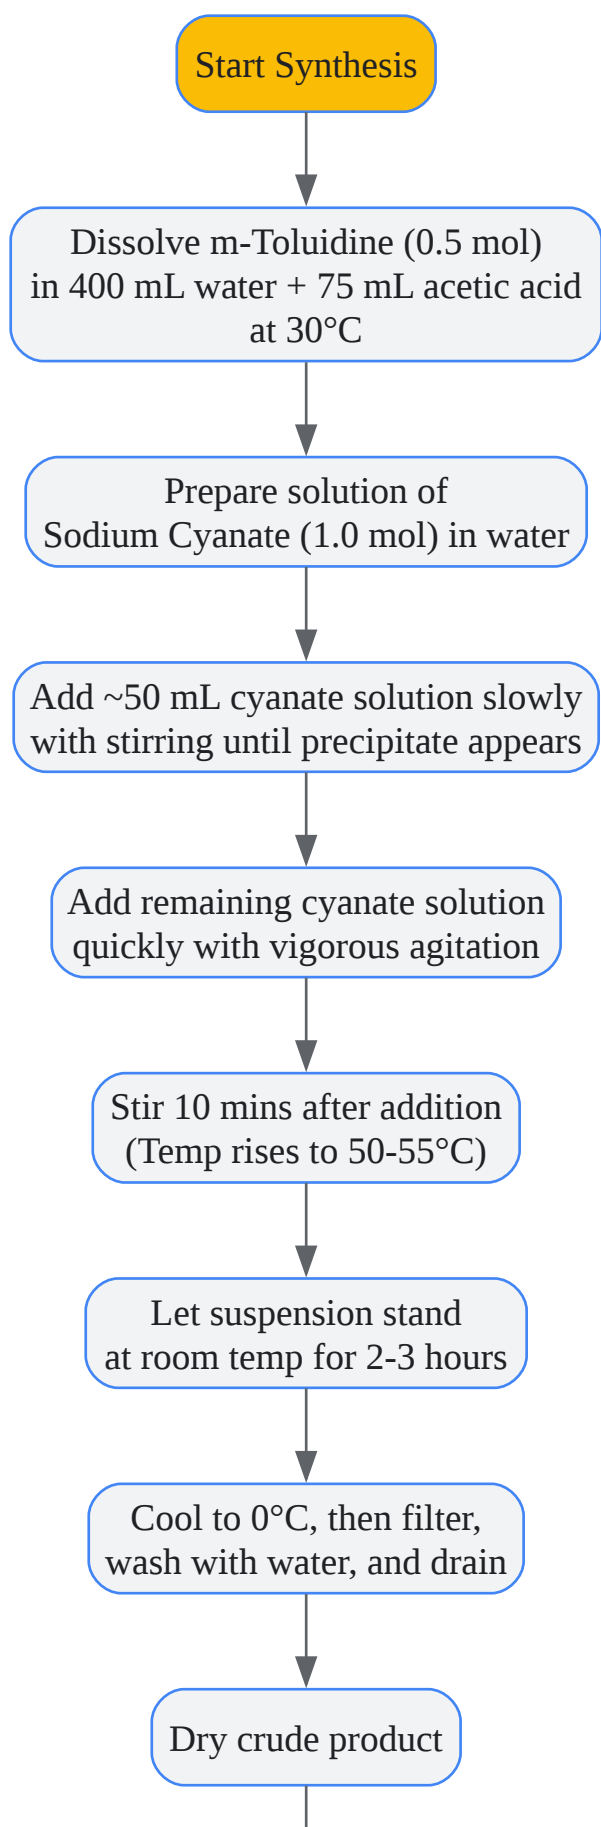 Start Synthesis
Dissolve m-Toluidine (0.5 mol)
in 400 mL water + 75 mL acetic acid
at 30°C
Prepare solution of
Sodium Cyanate (1.0 mol) in water
Add ~50 mL cyanate solution slowly
with stirring until precipitate appears
Add remaining cyanate solution
quickly with vigorous agitation
Stir 10 mins after addition
(Temp rises to 50-55°C)
Let suspension stand
at room temp for 2-3 hours
Cool to 0°C, then filter,
wash with water, and drain
Dry crude product